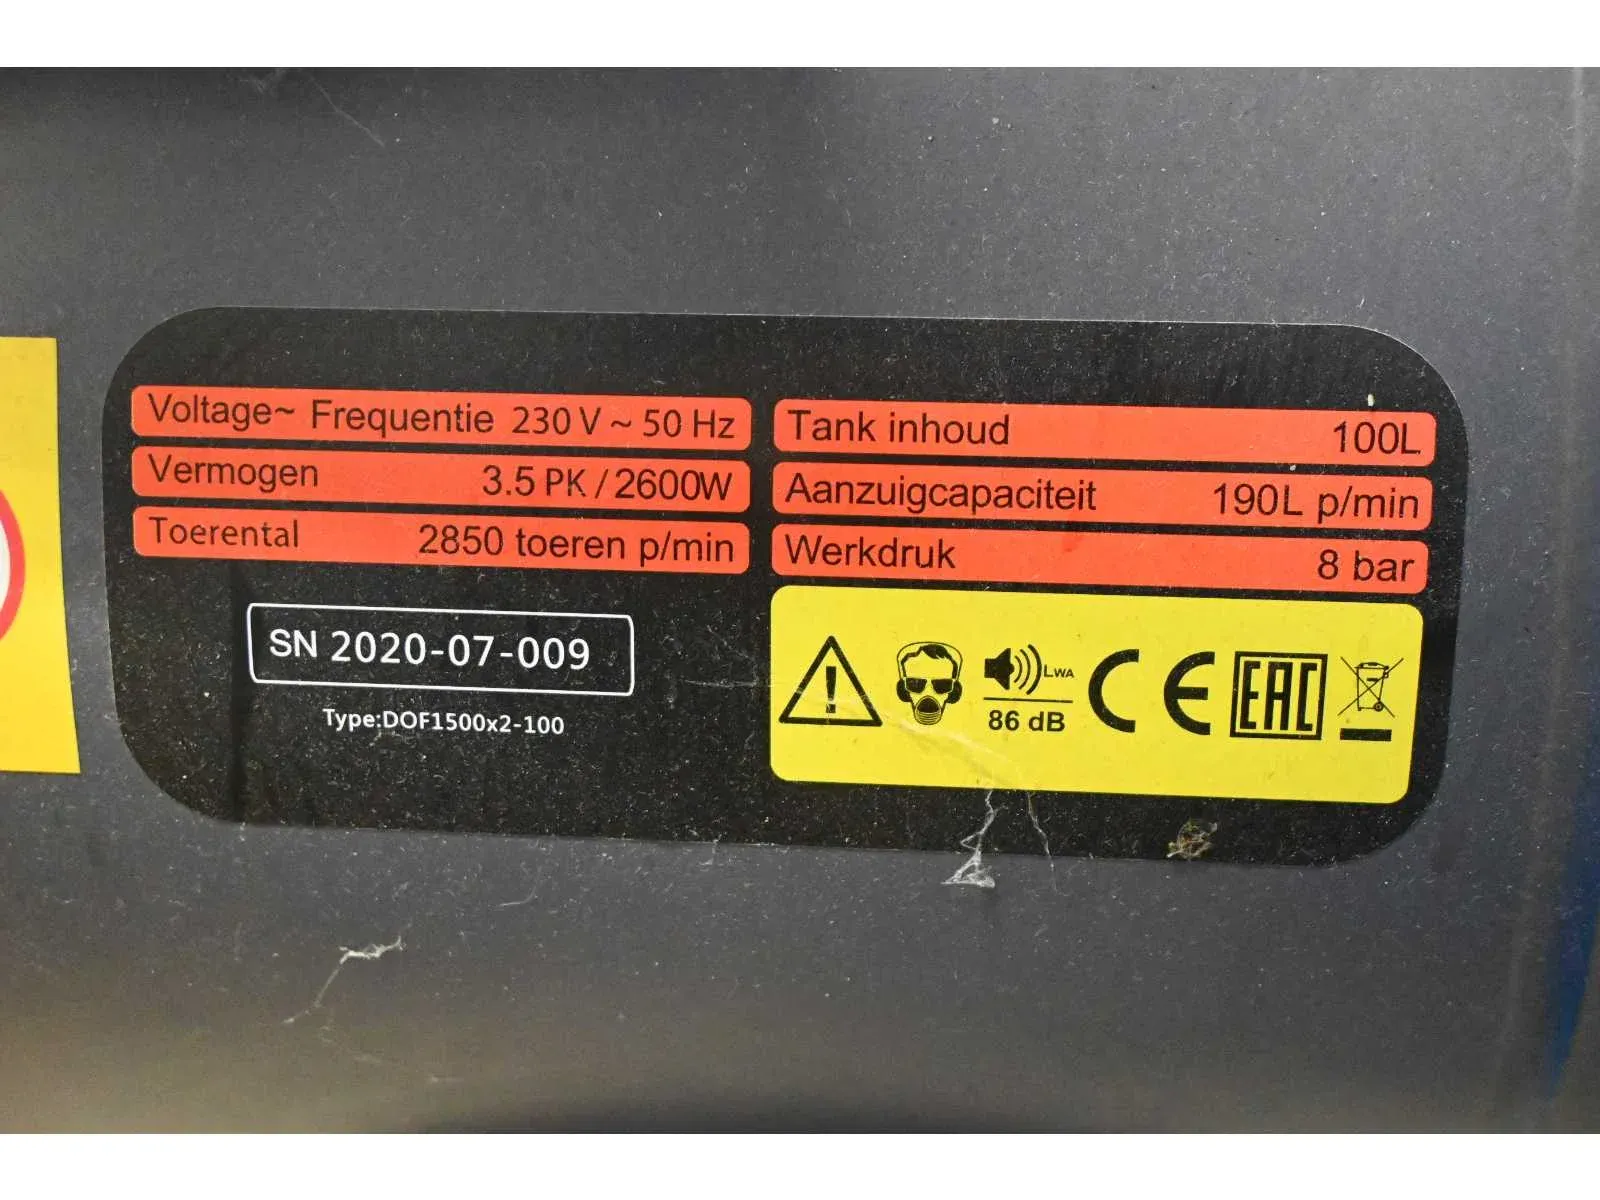 Voltage~ Frequentie 230 V ~ 50 Hz
Vermogen 3.5 PK / 2600W
Toerental 2850 toeren p/min
SN 2020-07-009
Type:DOF1500x2-100
Tank inhoud 100L
Aanzuigcapaciteit 190L p/min
Werkdruk 8 bar
LWA
86 dB
CE
EAC